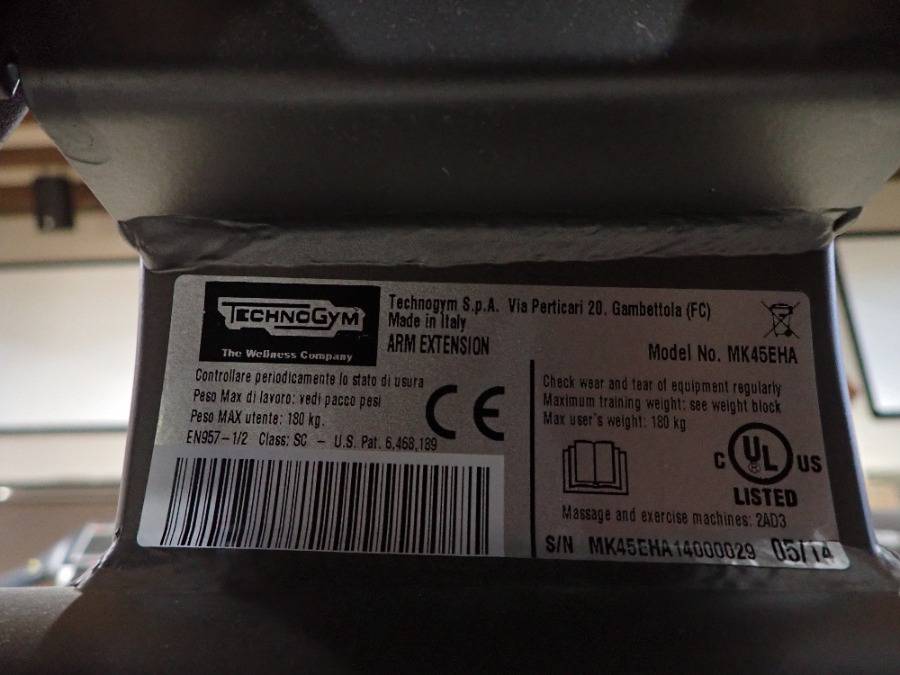 TECHNOGYM
The Wellness Company
Technogym S.p.A. Via Perticari 20, Gambettola (FC)
Made in Italy
ARM EXTENSION
Model No. MK45EHA
Controllare periodicamente lo stato di usura
Peso Max di lavoro: vedi pacco pesi
Peso MAX utente: 180 kg.
EN957-1/2 Class: SC - U.S. Pat. 6,468,189
CE
Check wear and tear of equipment regularly
Maximum training weight: see weight block
Max user's weight: 180 kg
C UL US
LISTED
Massage and exercise machines: 2AD3
S/N MK45EHA14000029 05/14